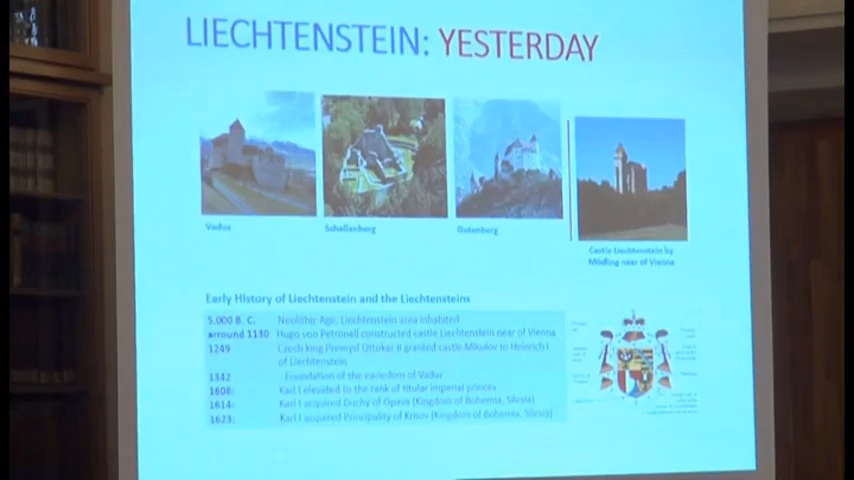 LIECHTENSTEIN: YESTERDAY
Vaduz
Schellenberg
Gutenberg
Castle Liechtenstein by
Mödling near of Vienna
Early History of Liechtenstein and the Liechtensteins
5.000 B. C. Neolithic Age, Liechtenstein area inhabited
arround 1130 Hugo von Petronell constructed castle Liechtenstein near of Vienna
1249 Czech king Premysl Ottokar II granted castle Mikulov to Heinrich I
of Liechtenstein
1342 Foundation of the earledom of Vaduz
1608: Karl I elevated to the rank of titular imperial princes
1614: Karl I acquired Duchy of Opava (Kingdom of Bohemia, Silesia)
1623: Karl I acquired Principality of Krnov (Kingdom of Bohemia, Silesia)